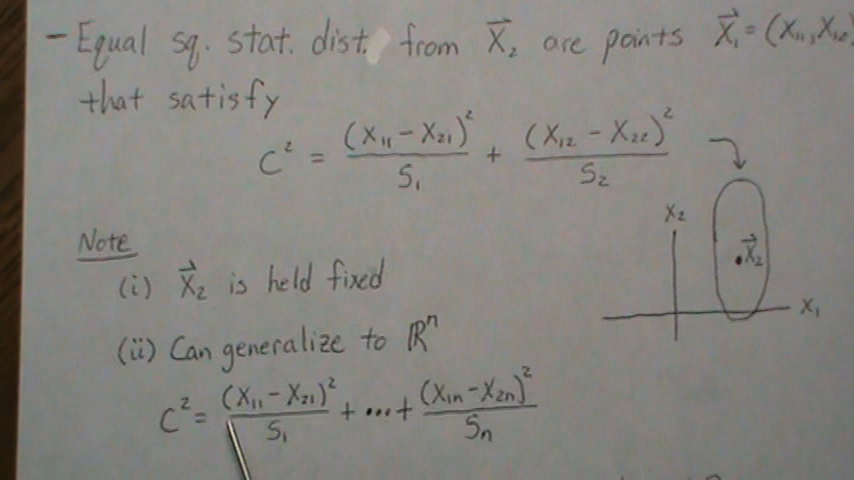 - Equal sq. stat. dist. from X⃗₂ are points X⃗₁ = (X₁₁, X₁₂)
that satisfy
C² = (X₁₁ - X₂₁)² / S₁ + (X₁₂ - X₂₂)² / S₂
X₂
X⃗₂
X₁
Note
(i) X⃗₂ is held fixed
(ii) Can generalize to ℝⁿ
C² = (X₁₁ - X₂₁)² / S₁ + ··· + (X₁ₙ - X₂ₙ)² / Sₙ